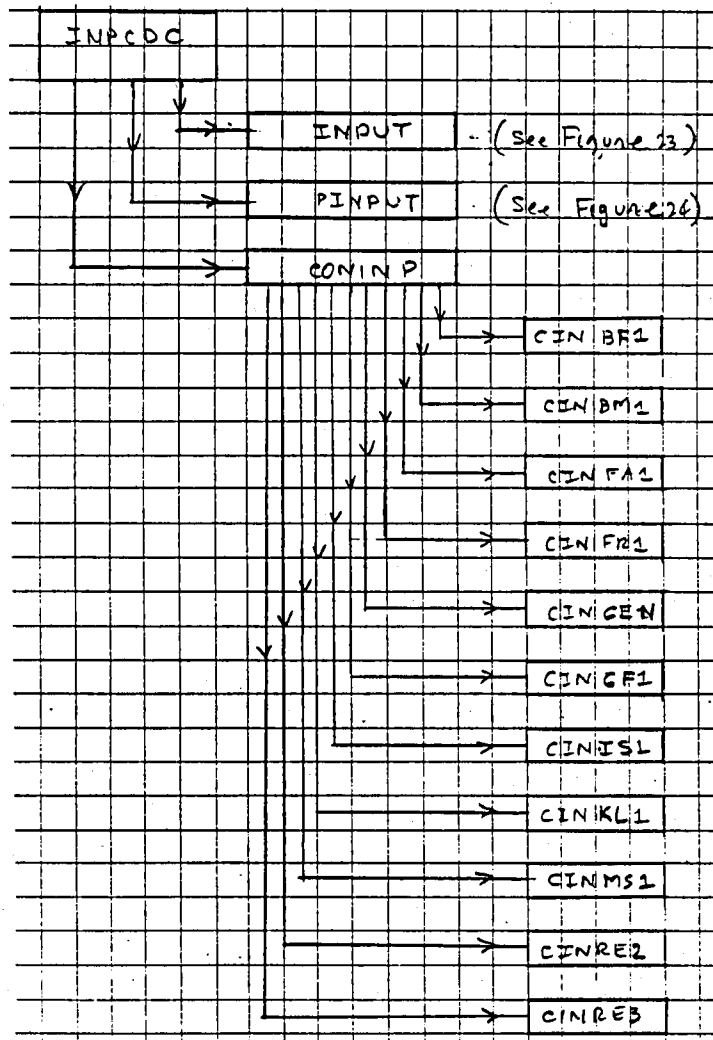 INPCDC
INPUT (See Figure 23)
PINPUT (See Figure 24)
CONINP
CINBF1
CINBM1
CINFA1
CINFR1
CINGEN
CINGF1
CINIS1
CINKL1
CINMS1
CINRE2
CINREB